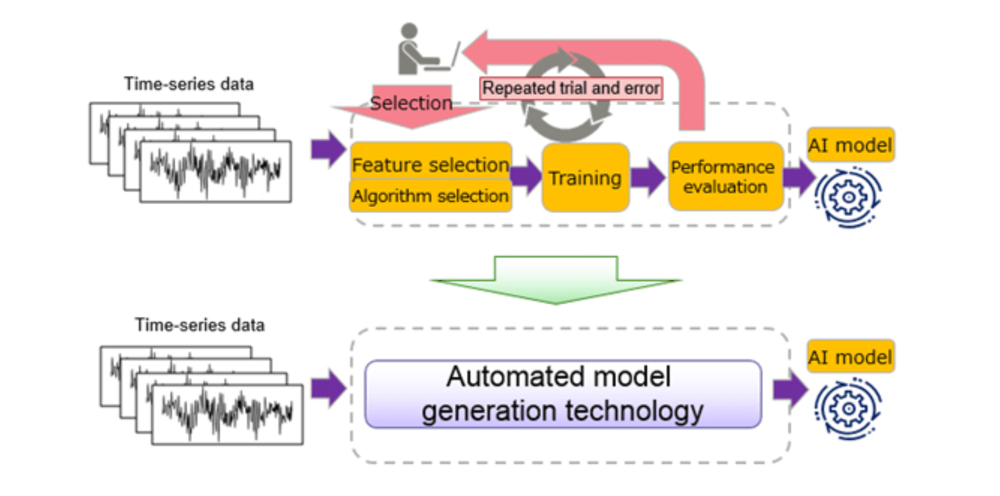 Time-series data
Selection
Repeated trial and error
Feature selection
Algorithm selection
Training
Performance
evaluation
AI model
Time-series data
Automated model
generation technology
AI model